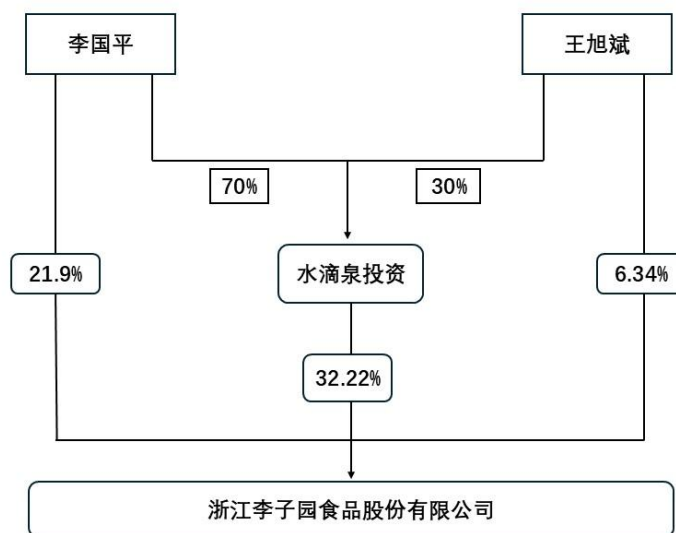 李国平
王旭斌
70%
30%
21.9%
水滴泉投资
6.34%
32.22%
浙江李子园食品股份有限公司